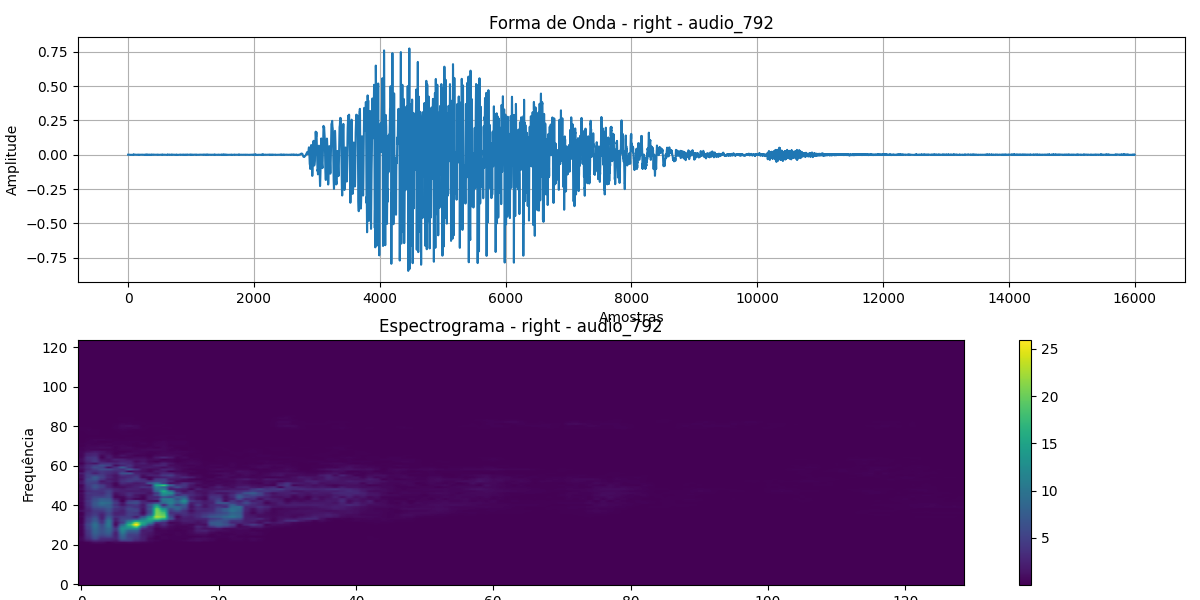 Forma de Onda - right - audio_792
Amplitude
0.75
0.50
0.25
0.00
−0.25
−0.50
−0.75
0 2000 4000 6000 8000 10000 12000 14000 16000
Amostras
Espectrograma - right - audio_792
Frequência
120
100
80
60
40
20
0
0 20 40 60 80 100 120
25
20
15
10
5